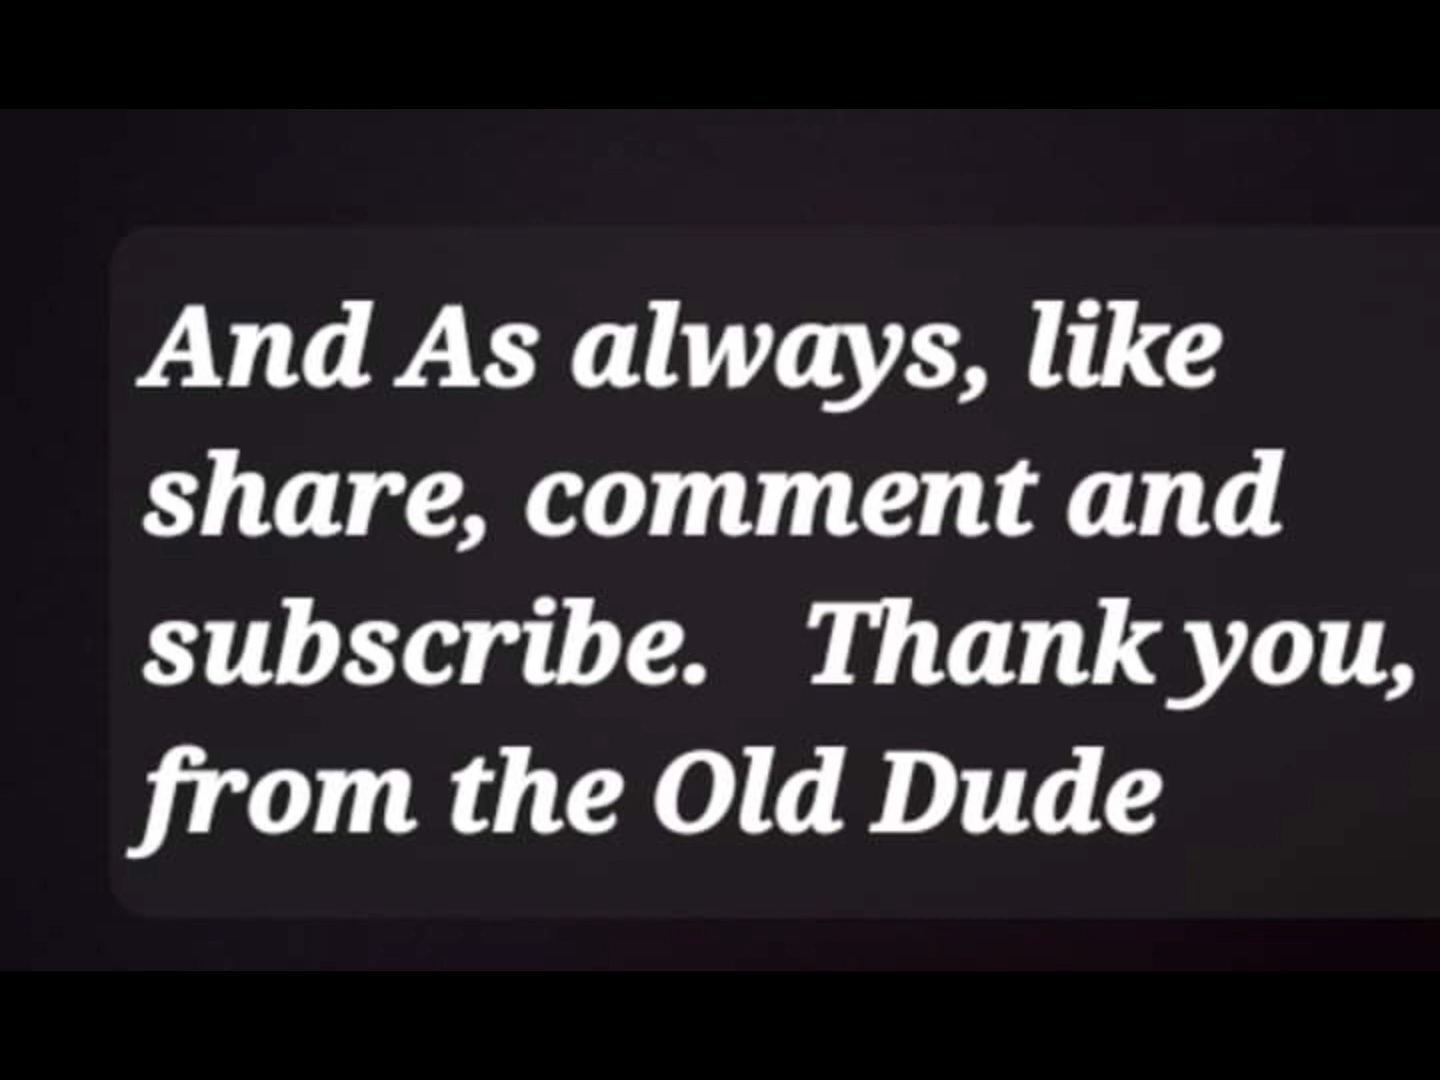 And As always, like
share, comment and
subscribe. Thank you,
from the Old Dude